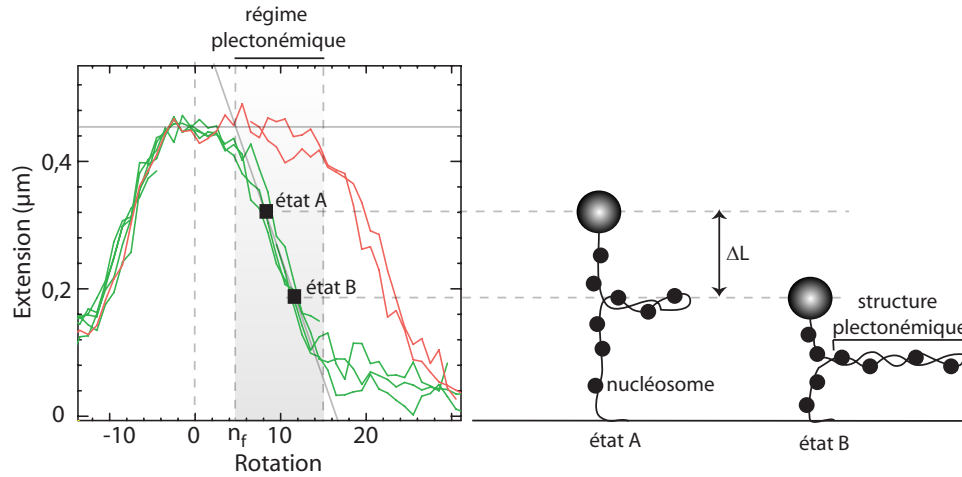 régime
plectonémique
Extension (μm)
0,4
0,2
0
état A
état B
-10
0
n_f
10
20
Rotation
ΔL
structure
plectonémique
nucléosome
état A
état B